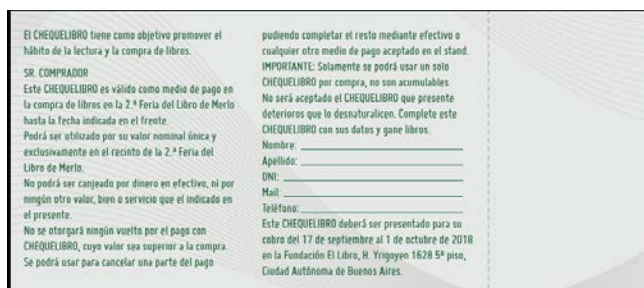 El CHEQUELIBRO tiene como objetivo promover el
hábito de la lectura y la compra de libros.
SR. COMPRADOR
Este CHEQUELIBRO es válido como medio de pago en
la compra de libros en la 2.ª Feria del Libro de Merlo
hasta la fecha indicada en el frente.
Podrá ser utilizado por su valor nominal única y
exclusivamente en el recinto de la 2.ª Feria del
Libro de Merlo.
No podrá ser canjeado por dinero en efectivo, ni por
ningún otro valor, bien o servicio que el indicado en
el presente.
No se otorgará ningún vuelto por el pago con
CHEQUELIBRO, cuyo valor sea superior a la compra.
Se podrá usar para cancelar una parte del pago
pudiendo completar el resto mediante efectivo o
cualquier otro medio de pago aceptado en el stand.
IMPORTANTE: Solamente se podrá usar un solo
CHEQUELIBRO por compra, no son acumulables.
No será aceptado el CHEQUELIBRO que presente
deterioros que lo desnaturalicen. Complete este
CHEQUELIBRO con sus datos y gane libros.
Nombre:
Apellido:
DNI:
Mail:
Teléfono:
Este CHEQUELIBRO deberá ser presentado para su
cobro del 17 de septiembre al 1 de octubre de 2018
en la Fundación El Libro, H. Yrigoyen 1628 5º piso,
Ciudad Autónoma de Buenos Aires.